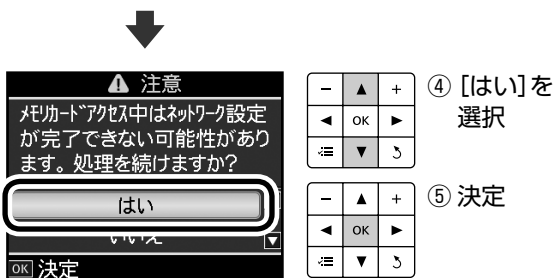 ⚠ 注意
ﾒﾓﾘｶｰﾄﾞｱｸｾｽ中はﾈｯﾄﾜｰｸ設定
が完了できない可能性があり
ます。処理を続けますか?
はい
いいえ
OK 決定
- ▲ +
◀ OK ▶
▼
④ [はい]を
選択
- ▲ +
◀ OK ▶
▼
⑤ 決定